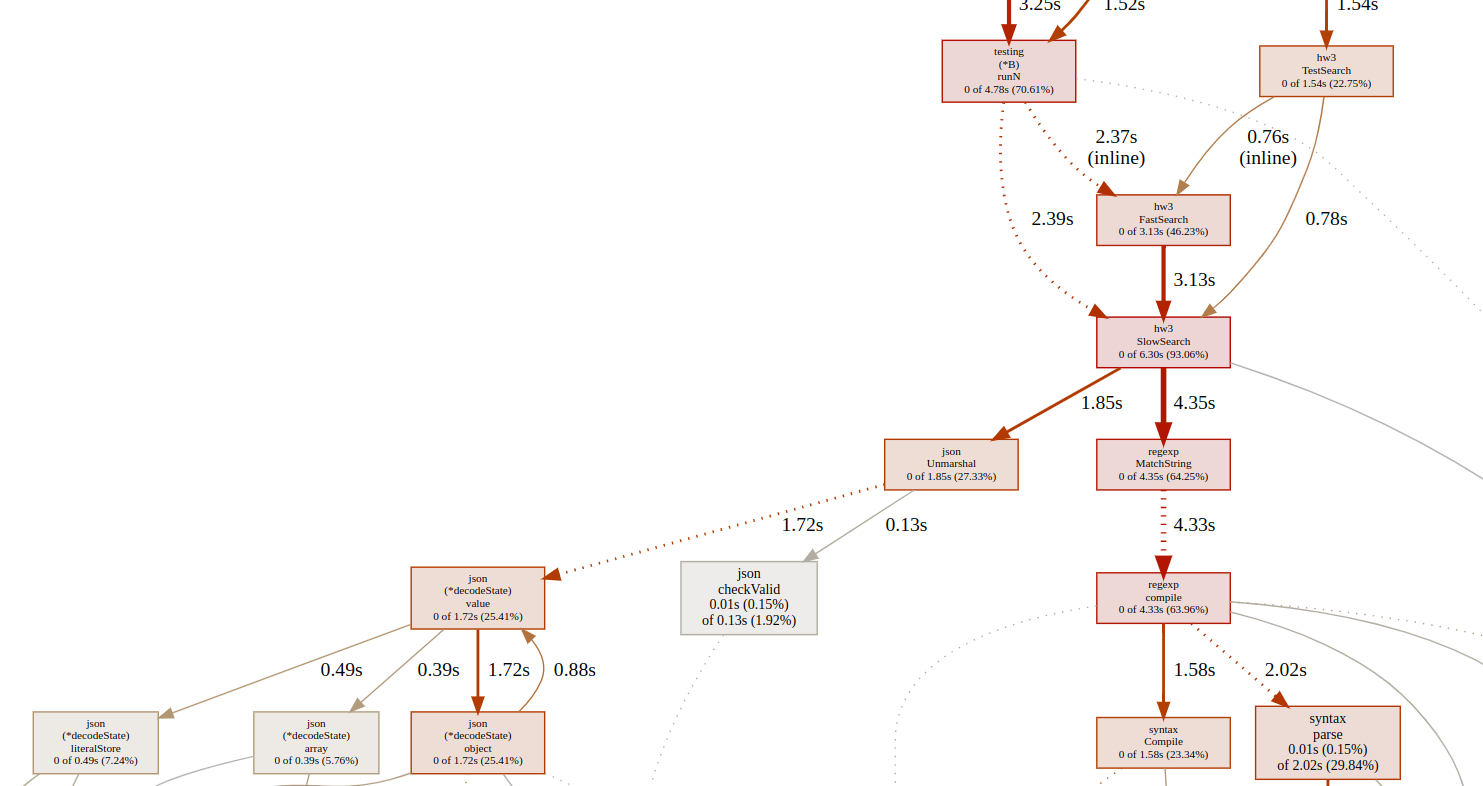 3.25s
1.52s
1.54s
testing
(*B)
runN
0 of 4.78s (70.61%)
hw3
TestSearch
0 of 1.54s (22.75%)
2.37s
(inline)
0.76s
(inline)
hw3
FastSearch
0 of 3.13s (46.23%)
2.39s
0.78s
3.13s
hw3
SlowSearch
0 of 6.30s (93.06%)
1.85s
4.35s
json
Unmarshal
0 of 1.85s (27.33%)
regexp
MatchString
0 of 4.35s (64.25%)
1.72s
0.13s
4.33s
json
(*decodeState)
value
0 of 1.72s (25.41%)
json
checkValid
0.01s (0.15%)
of 0.13s (1.92%)
regexp
compile
0 of 4.33s (63.96%)
0.49s
0.39s
1.72s
0.88s
1.58s
2.02s
json
(*decodeState)
literalStore
0 of 0.49s (7.24%)
json
(*decodeState)
array
0 of 0.39s (5.76%)
json
(*decodeState)
object
0 of 1.72s (25.41%)
syntax
Compile
0 of 1.58s (23.34%)
syntax
parse
0.01s (0.15%)
of 2.02s (29.84%)